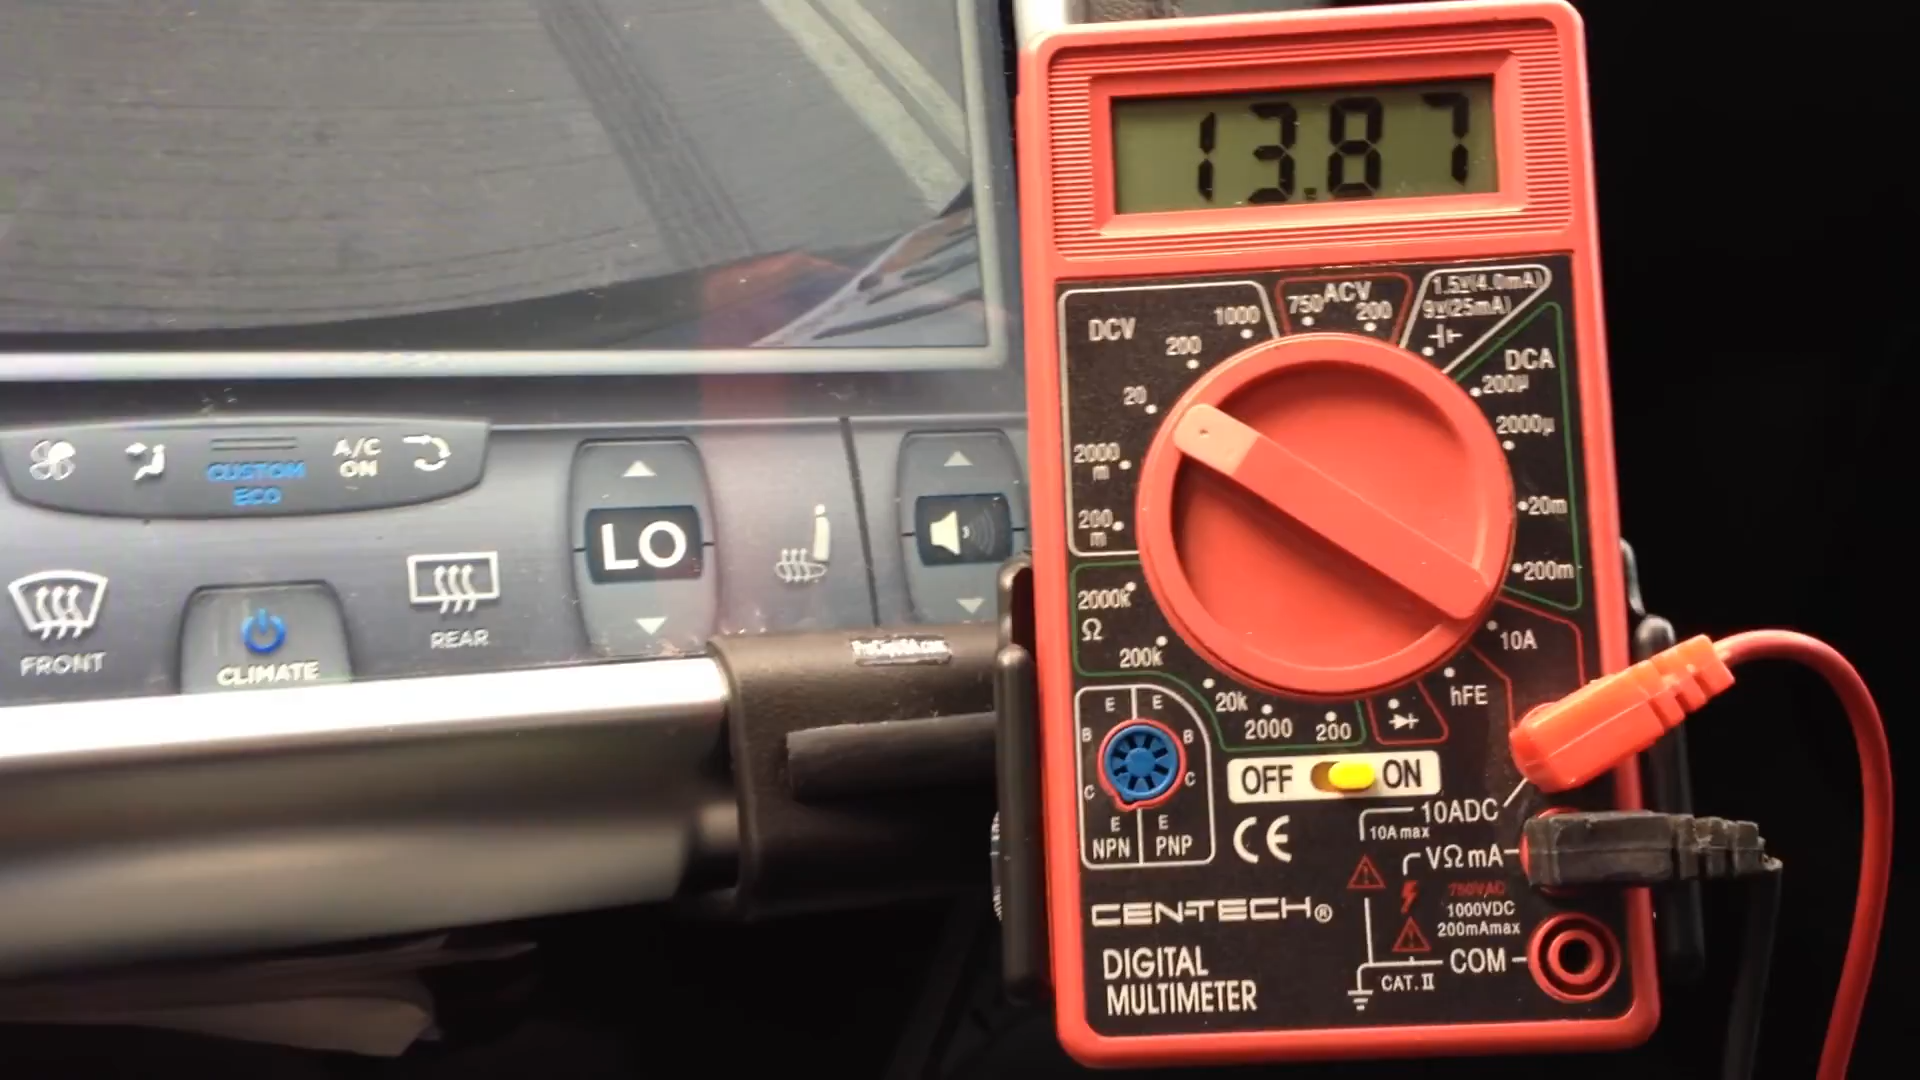 13.87
DCV
1000
200
20
2000
m
200
m
750
ACV
200
1.5V(4.0mA)
9V(25mA)
DCA
200µ
2000µ
20m
200m
10A
hFE
2000k
Ω
200k
20k
2000
200
OFF
ON
E
E
B
B
C
C
E
E
NPN
PNP
CE
10ADC
10A max
VΩmA
750VAC
1000VDC
200mAmax
COM
CAT. II
CEN-TECH®
DIGITAL
MULTIMETER
CUSTOM
ECO
A/C
ON
LO
FRONT
CLIMATE
REAR